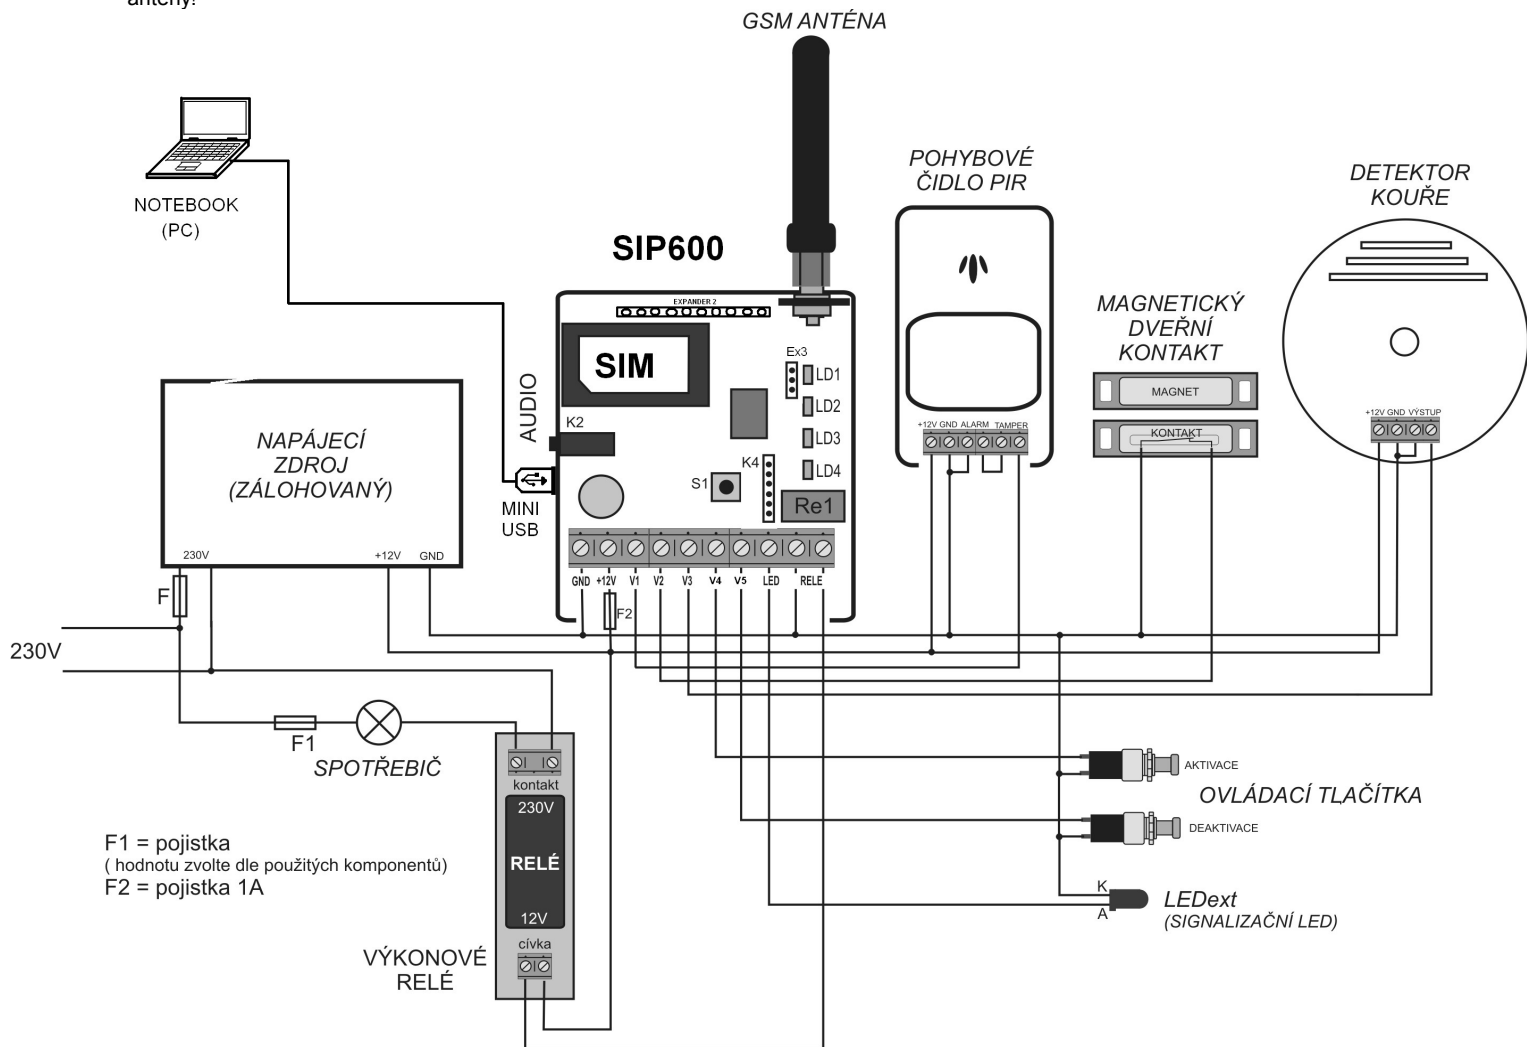 antény!
GSM ANTÉNA
NOTEBOOK
(PC)
SIP600
POHYBOVÉ
ČIDLO PIR
DETEKTOR
KOUŘE
MAGNETICKÝ
DVEŘNÍ
KONTAKT
EXPANDER 2
SIM
Ex3
LD1
LD2
LD3
LD4
AUDIO
K2
K4
S1
Re1
MINI
USB
MAGNET
KONTAKT
+12V GND ALARM TAMPER
+12V GND VÝSTUP
NAPÁJECÍ
ZDROJ
(ZÁLOHOVANÝ)
230V +12V GND
GND +12V V1 V2 V3 V4 V5 LED RELE
F
F2
230V
F1
SPOTŘEBIČ
kontakt
230V
RELÉ
12V
cívka
VÝKONOVÉ
RELÉ
F1 = pojistka
( hodnotu zvolte dle použitých komponentů)
F2 = pojistka 1A
AKTIVACE
OVLÁDACÍ TLAČÍTKA
DEAKTIVACE
K
A
LEDext
(SIGNALIZAČNÍ LED)